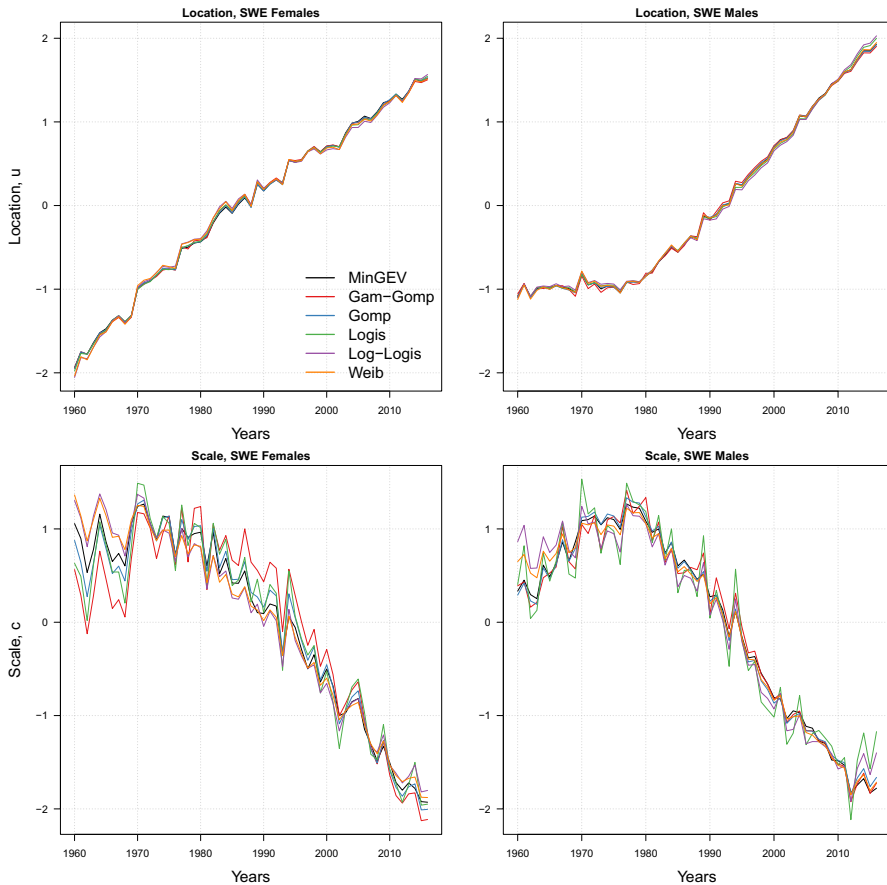 Location, SWE Females
Location, SWE Males
Location, u
2
1
0
−1
−2
MinGEV
Gam−Gomp
Gomp
Logis
Log−Logis
Weib
1960 1970 1980 1990 2000 2010
Years
2
1
0
−1
−2
1960 1970 1980 1990 2000 2010
Years
Scale, SWE Females
Scale, SWE Males
Scale, c
1
0
−1
−2
1960 1970 1980 1990 2000 2010
Years
1
0
−1
−2
1960 1970 1980 1990 2000 2010
Years